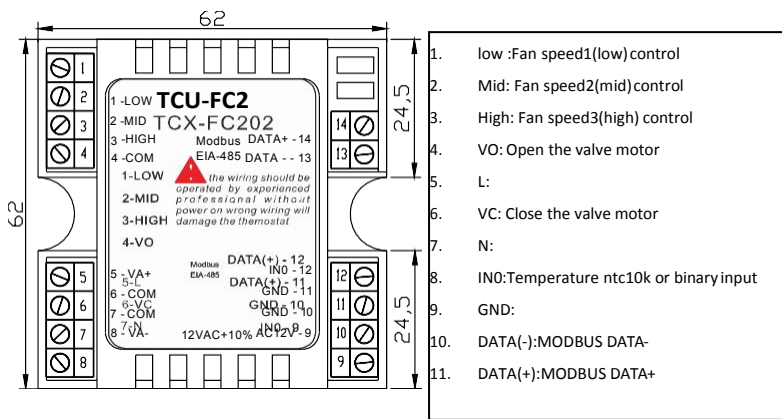 62
62
24,5
24,5
1
2
3
4
5
6
7
8
14
13
12
11
10
9
1 -LOW TCU-FC2
2 -MID TCX-FC202
3 -HIGH Modbus DATA+ - 14
4 -COM EIA-485 DATA - - 13
1-LOW
2-MID
3-HIGH
4-VO
the wiring should be
operated by experienced
professional without
power on wrong wiring will
damage the thermostat
Modbus
EIA-485
DATA(+) - 12
IN0 - 12
DATA(+) - 11
GND - 11
GND - 10
GND - 10
IN0 - 9
5 - VA+
5-L
6 - COM
6-VC
7 - COM
7-N
8 - VA-
12VAC+10% AC12V - 9
1. low :Fan speed1(low) control
2. Mid: Fan speed2(mid) control
3. High: Fan speed3(high) control
4. VO: Open the valve motor
5. L:
6. VC: Close the valve motor
7. N:
8. IN0:Temperature ntc10k or binary input
9. GND:
10. DATA(-):MODBUS DATA-
11. DATA(+):MODBUS DATA+